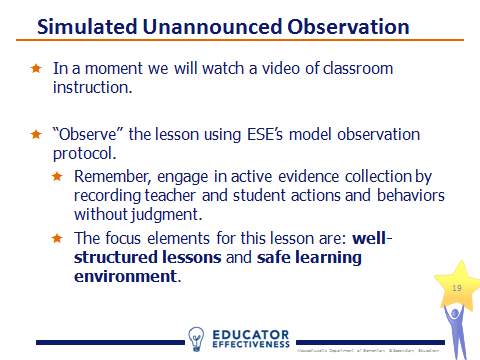 Simulated Unannounced Observation
In a moment we will watch a video of classroom
instruction.
“Observe” the lesson using ESE’s model observation
protocol.
Remember, engage in active evidence collection by
recording teacher and student actions and behaviors
without judgment.
The focus elements for this lesson are: well-
structured lessons and safe learning
environment.
19
EDUCATOR
EFFECTIVENESS
Massachusetts Department of Elementary & Secondary Education